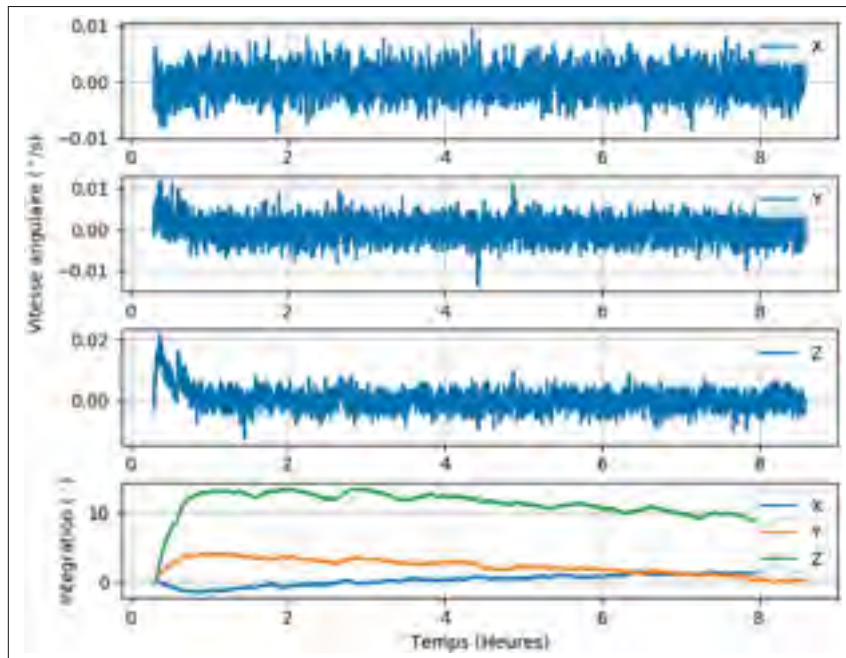 0.01
0.00
−0.01
X
0 2 4 6 8
0.01
0.00
−0.01
Y
0 2 4 6 8
0.02
0.00
Z
0 2 4 6 8
Vitesse angulaire (°/s)
10
0
X
Y
Z
0 2 4 6 8
Intégration (°)
Temps (Heures)